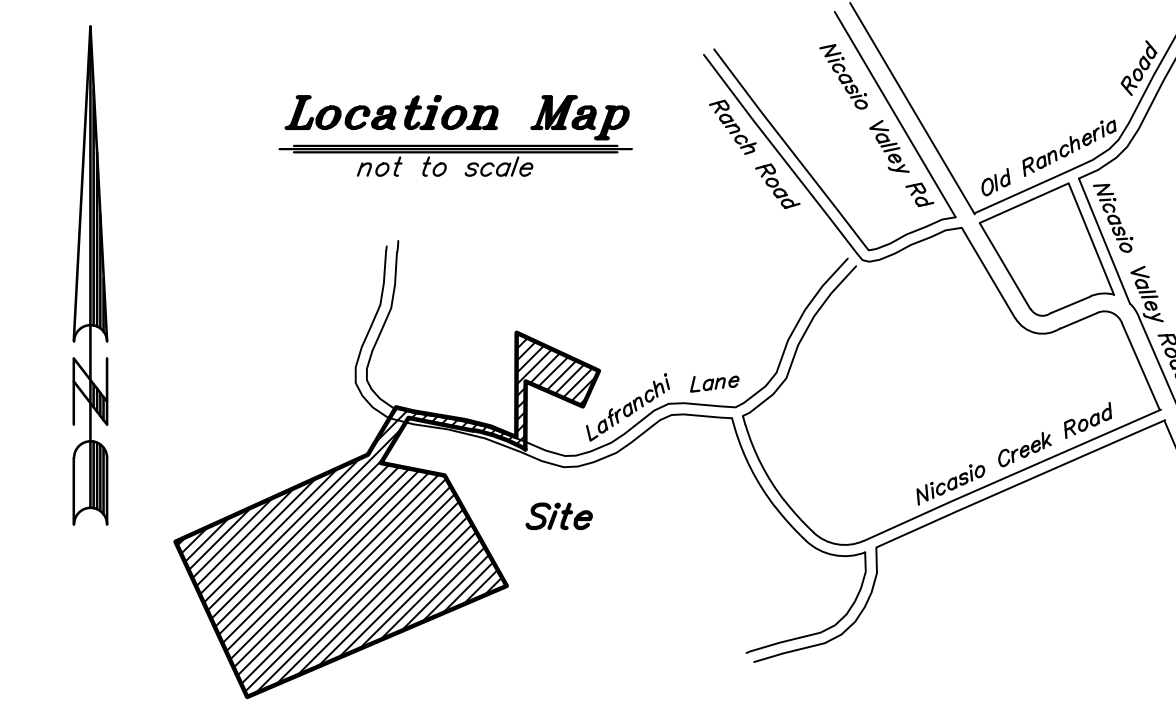 Location Map
not to scale
Ranch Road
Nicasio Valley Rd
Old Rancheria Road
Nicasio Valley Road
Lafranchi Lane
Nicasio Creek Road
Site
N